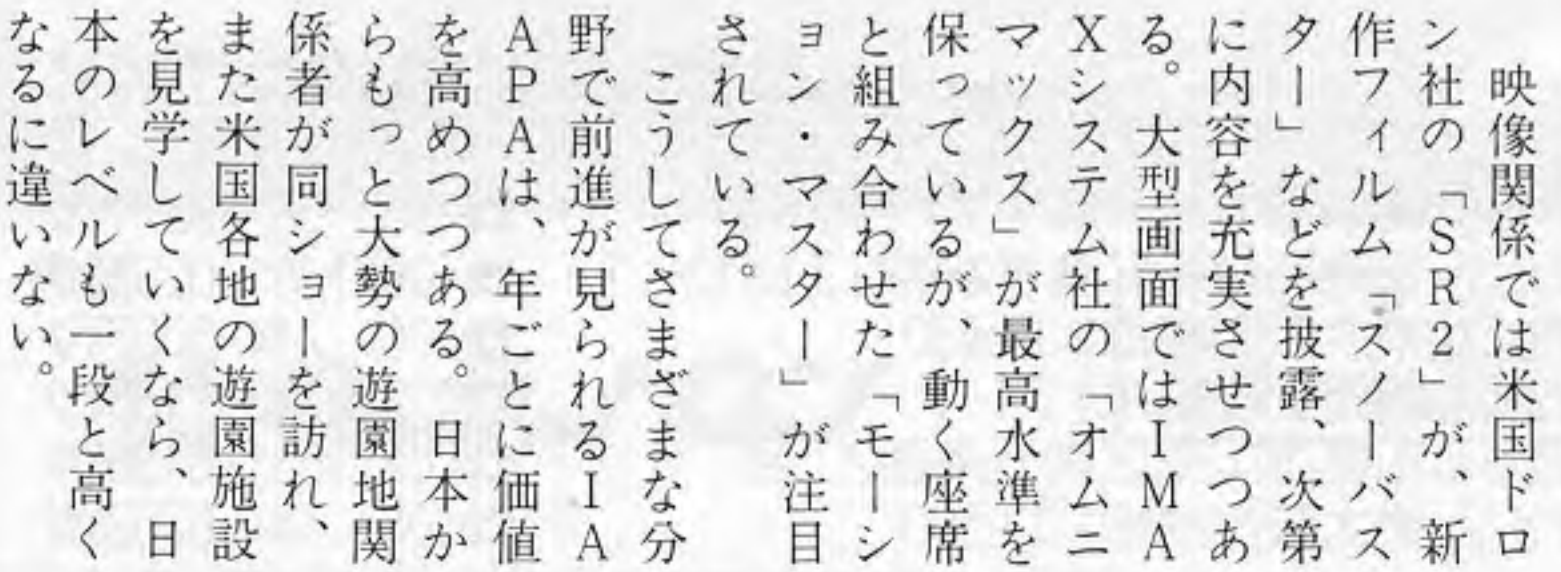 映像関係では米国ドロ
ン社の「SR2」が、新
作フィルム「スノーバス
ター」などを披露、次第
に内容を充実させつつあ
る。大型画面ではIMA
Xシステム社の「オムニ
マックス」が最高水準を
保っているが、動く座席
と組み合わせた「モーシ
ョン・マスター」が注目
されている。
こうしてさまざまな分
野で前進が見られるIA
APAは、年ごとに価値
を高めつつある。日本か
らもっと大勢の遊園地関
係者が同ショーを訪れ、
また米国各地の遊園施設
を見学していくなら、日
本のレベルも一段と高く
なるに違いない。